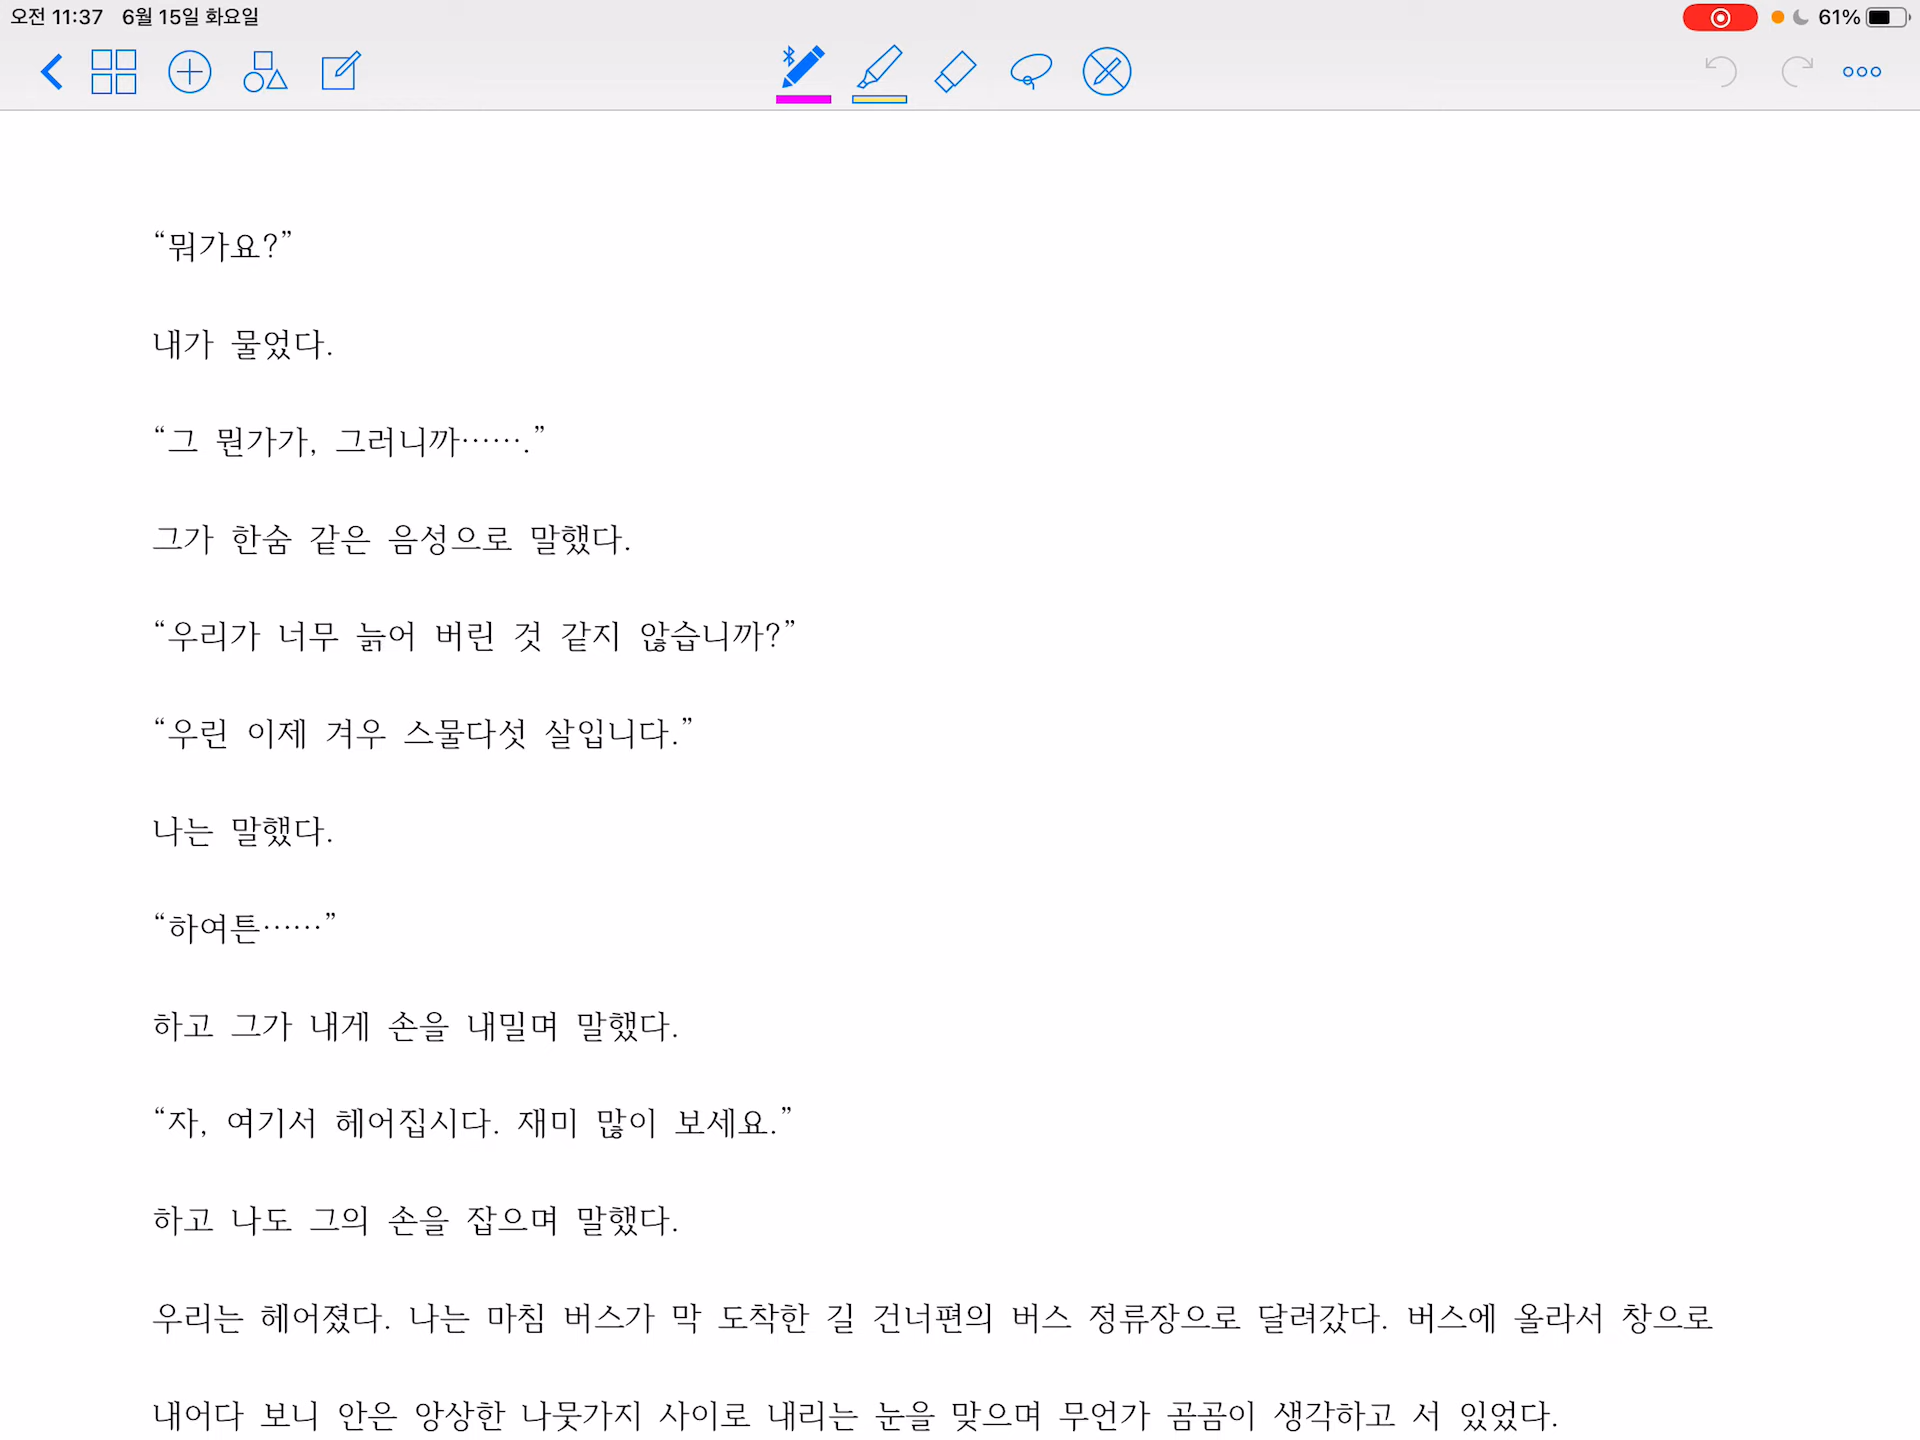 오전 11:37 6월 15일 화요일
61%
“뭐가요?”
내가 물었다.
“그 뭔가가, 그러니까…….”
그가 한숨 같은 음성으로 말했다.
“우리가 너무 늙어 버린 것 같지 않습니까?”
“우린 이제 겨우 스물다섯 살입니다.”
나는 말했다.
“하여튼……”
하고 그가 내게 손을 내밀며 말했다.
“자, 여기서 헤어집시다. 재미 많이 보세요.”
하고 나도 그의 손을 잡으며 말했다.
우리는 헤어졌다. 나는 마침 버스가 막 도착한 길 건너편의 버스 정류장으로 달려갔다. 버스에 올라서 창으로
내어다 보니 안은 앙상한 나뭇가지 사이로 내리는 눈을 맞으며 무언가 곰곰이 생각하고 서 있었다.